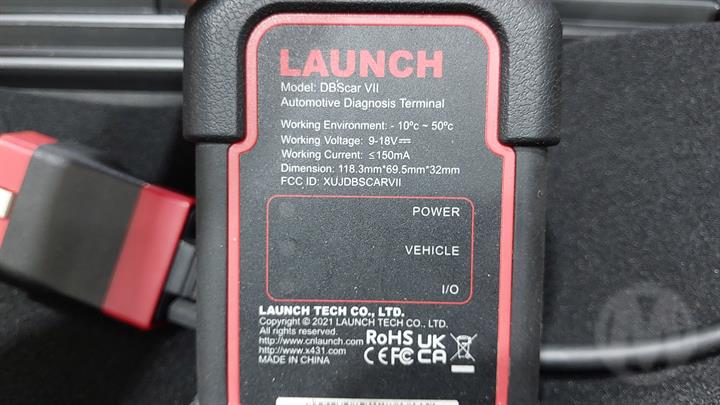 LAUNCH
Model: DBScar VII
Automotive Diagnosis Terminal
Working Environment: - 10ºc ~ 50ºc
Working Voltage: 9-18V⎓
Working Current: ≤150mA
Dimension: 118.3mm*69.5mm*32mm
FCC ID: XUJDBSCARVII
POWER
VEHICLE
I/O
LAUNCH TECH CO., LTD.
Copyright © 2021 LAUNCH TECH CO., LTD.
All rights reserved.
http://www.cnlaunch.com
http://www.x431.com
MADE IN CHINA
RoHS UK
CE FC CA